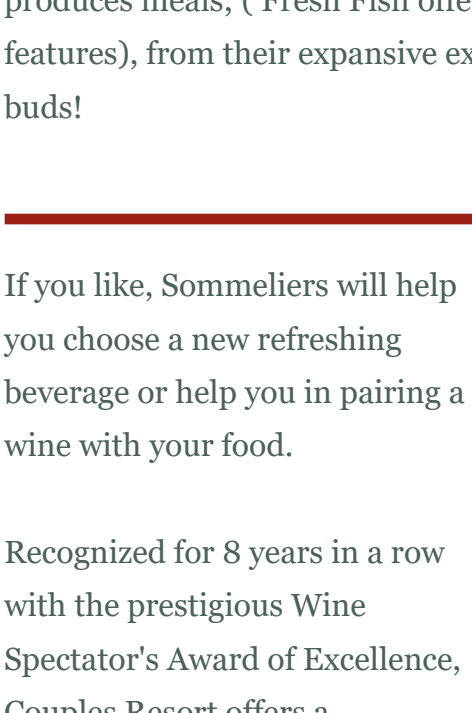 produces meals, ( Fresh Fish offe
features), from their expansive ex
buds!
If you like, Sommeliers will help
you choose a new refreshing
beverage or help you in pairing a
wine with your food.
Recognized for 8 years in a row
with the prestigious Wine
Spectator's Award of Excellence,
Couples Resort offers a